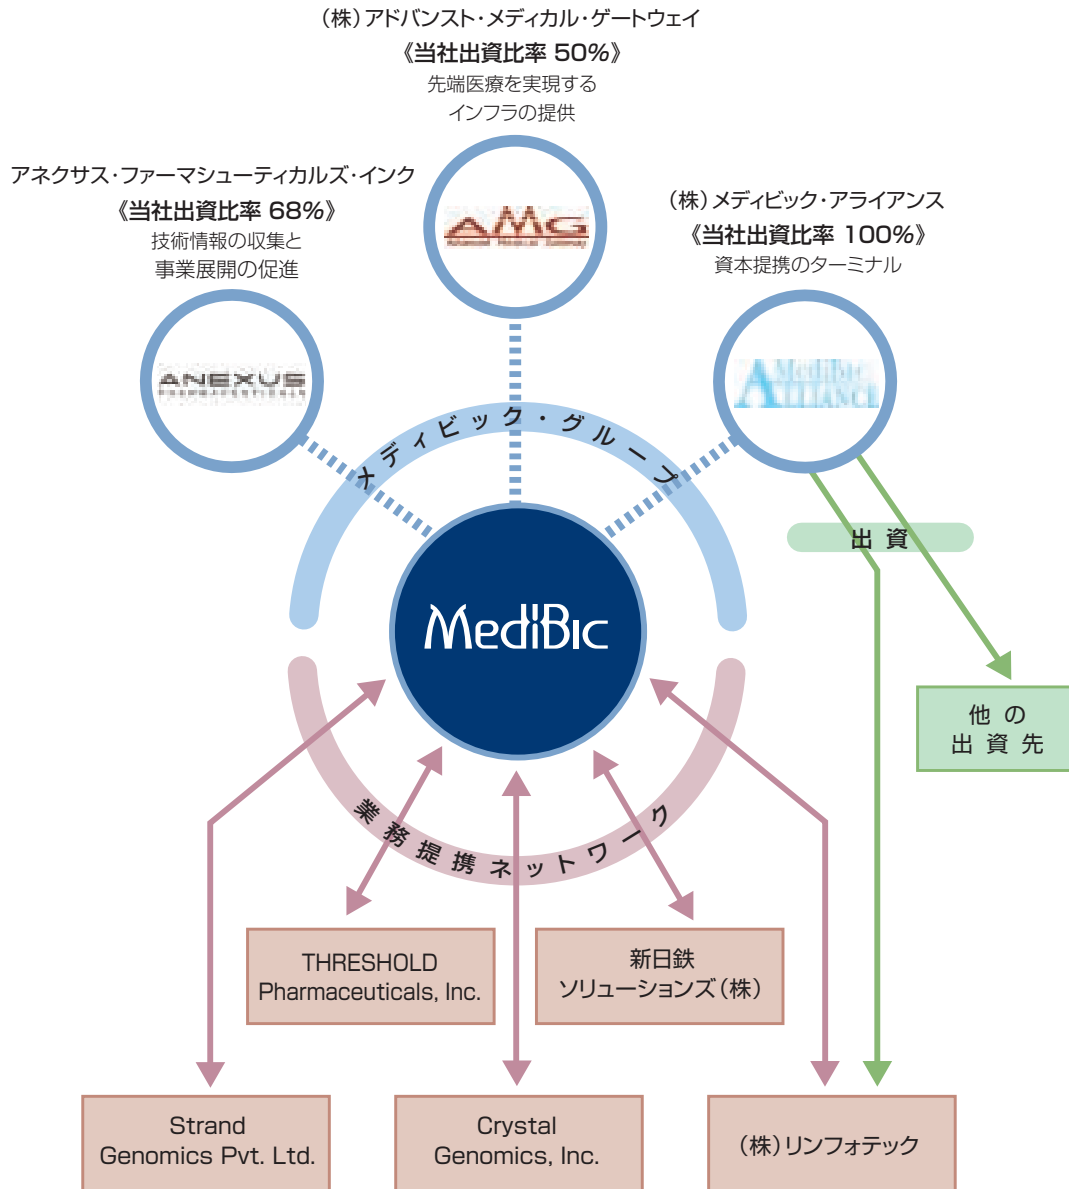 (株)アドバンスト・メディカル・ゲートウェイ
《当社出資比率 50%》
先端医療を実現する
インフラの提供
AMG
Advanced Medical Gateway
アネクサス・ファーマシューティカルズ・インク
《当社出資比率 68%》
技術情報の収集と
事業展開の促進
ANEXUS
PHARMACEUTICALS
(株)メディビック・アライアンス
《当社出資比率 100%》
資本提携のターミナル
MediBic
ALLIANCE
メディビック・グループ
出資
MediBic
他の
出資先
業務提携ネットワーク
THRESHOLD
Pharmaceuticals, Inc.
新日鉄
ソリューションズ(株)
Strand
Genomics Pvt. Ltd.
Crystal
Genomics, Inc.
(株)リンフォテック